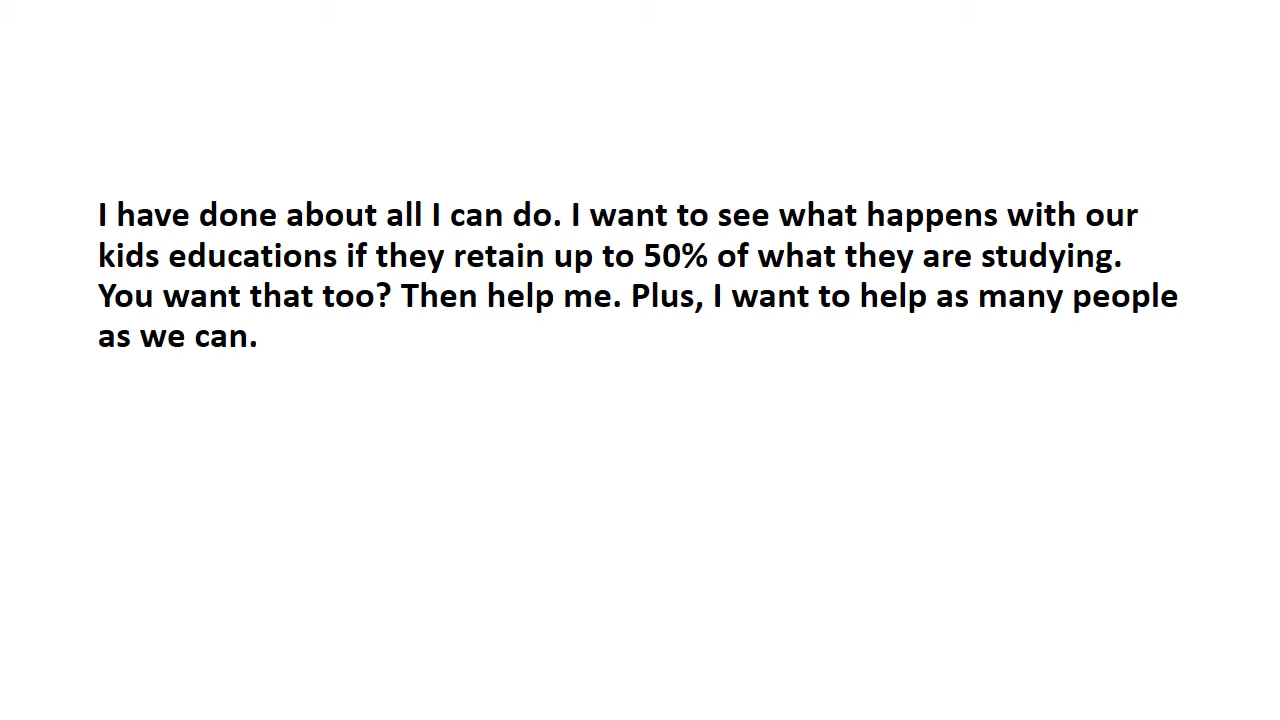 I have done about all I can do. I want to see what happens with our
kids educations if they retain up to 50% of what they are studying.
You want that too? Then help me. Plus, I want to help as many people
as we can.